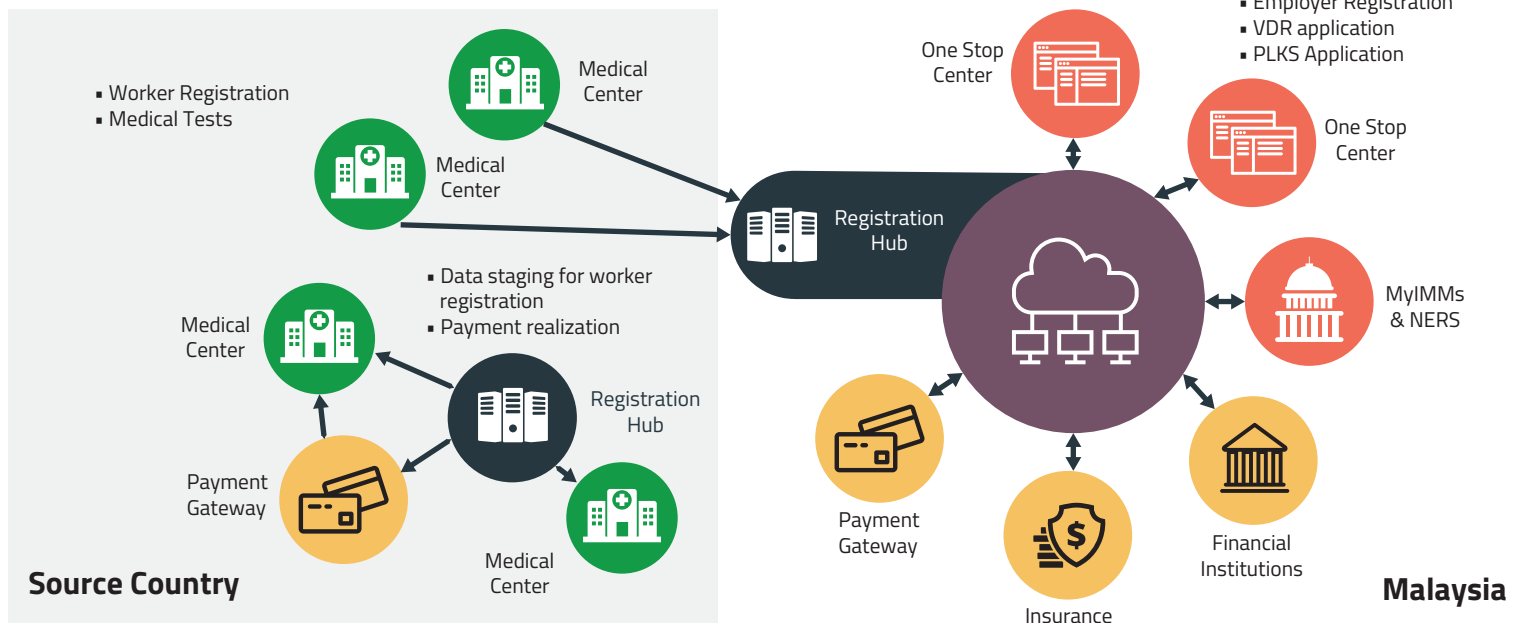 ▪ Employer Registration
▪ VDR application
▪ PLKS Application
One Stop
Center
One Stop
Center
▪ Worker Registration
▪ Medical Tests
Medical
Center
Medical
Center
Registration
Hub
MyIMMs
& NERS
▪ Data staging for worker
registration
▪ Payment realization
Medical
Center
Registration
Hub
Payment
Gateway
Medical
Center
Payment
Gateway
$
Insurance
Financial
Institutions
Source Country
Malaysia